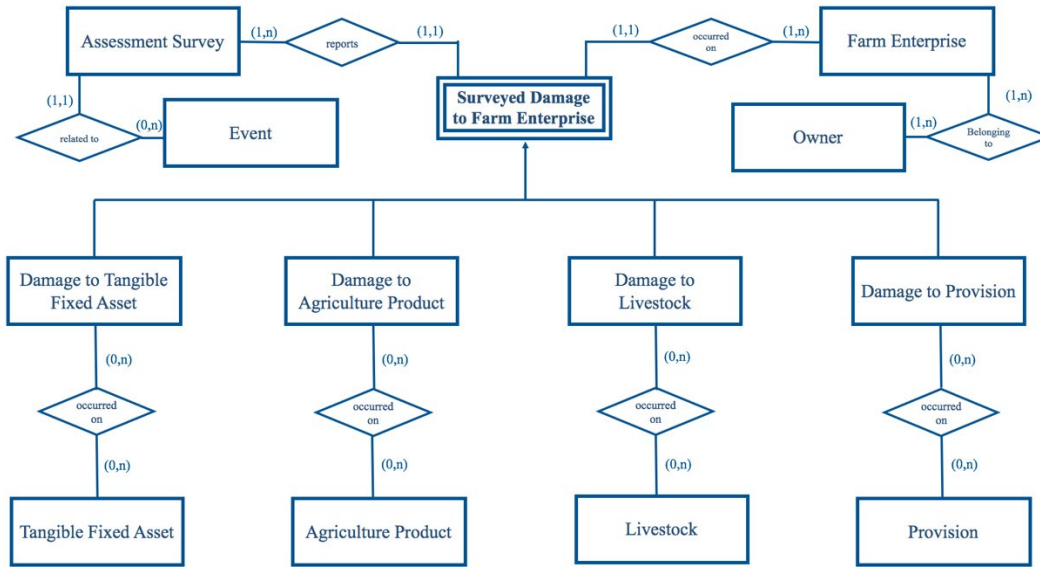 Assessment Survey
(1,n)
reports
(1,1)
(1,1)
occurred
on
(1,n)
Farm Enterprise
Surveyed Damage
to Farm Enterprise
(1,1)
related to
(0,n)
Event
Owner
(1,n)
Belonging
to
(1,n)
Damage to Tangible
Fixed Asset
Damage to
Agriculture Product
Damage to
Livestock
Damage to Provision
(0,n)
(0,n)
(0,n)
(0,n)
occurred
on
occurred
on
occurred
on
occurred
on
(0,n)
(0,n)
(0,n)
(0,n)
Tangible Fixed Asset
Agriculture Product
Livestock
Provision